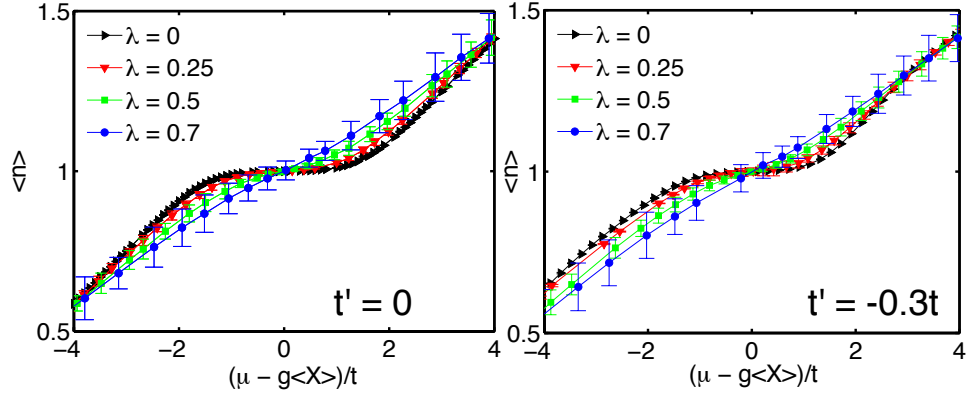 1.5
1
0.5
<n>
λ = 0
λ = 0.25
λ = 0.5
λ = 0.7
t' = 0
−4 −2 0 2 4
(μ − g<X>)/t
1.5
1
0.5
<n>
λ = 0
λ = 0.25
λ = 0.5
λ = 0.7
t' = -0.3t
−4 −2 0 2 4
(μ − g<X>)/t